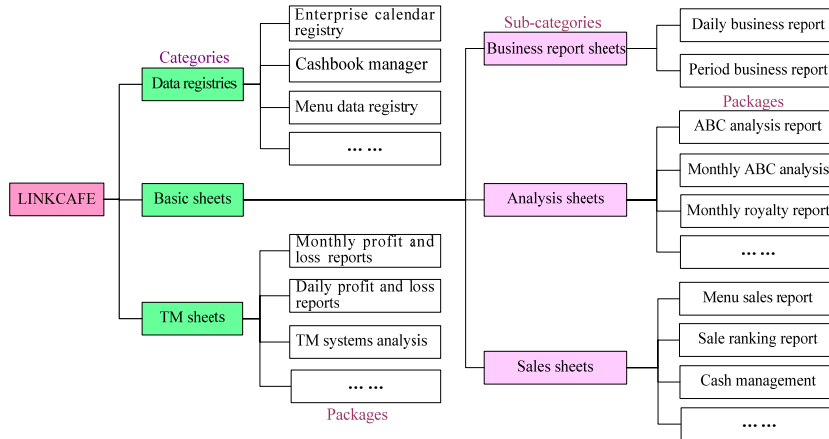 Enterprise calendar
registry
Sub-categories
Daily business report
Categories
Business report sheets
Cashbook manager
Data registries
Period business report
Menu data registry
Packages
ABC analysis report
... ...
Monthly ABC analysis
LINKCAFE
Basic sheets
Analysis sheets
Monthly royalty report
Monthly profit and
loss reports
... ...
Daily profit and loss
reports
Menu sales report
TM sheets
TM systems analysis
Sale ranking report
Sales sheets
... ...
Cash management
Packages
... ...